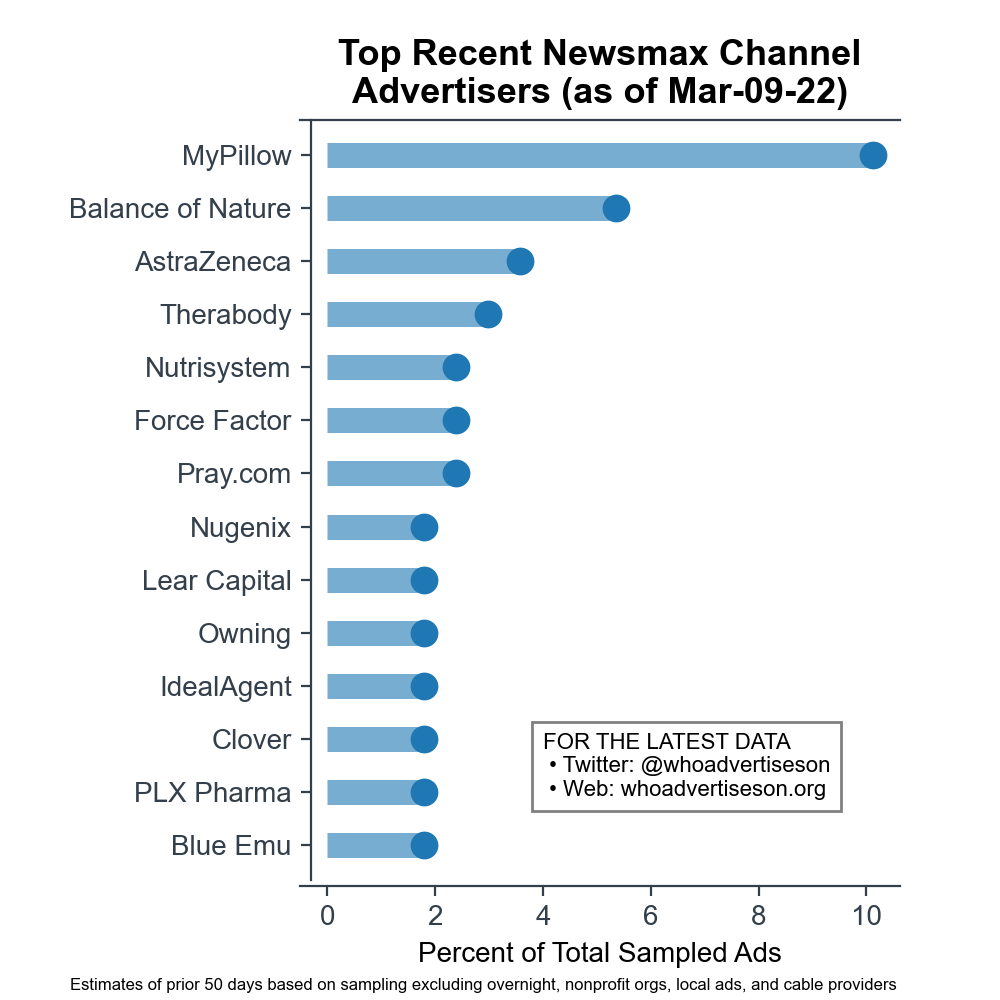 Top Recent Newsmax Channel
Advertisers (as of Mar-09-22)
MyPillow
Balance of Nature
AstraZeneca
Therabody
Nutrisystem
Force Factor
Pray.com
Nugenix
Lear Capital
Owning
IdealAgent
Clover
PLX Pharma
Blue Emu
FOR THE LATEST DATA
• Twitter: @whoadvertiseson
• Web: whoadvertiseson.org
0 2 4 6 8 10
Percent of Total Sampled Ads
Estimates of prior 50 days based on sampling excluding overnight, nonprofit orgs, local ads, and cable providers